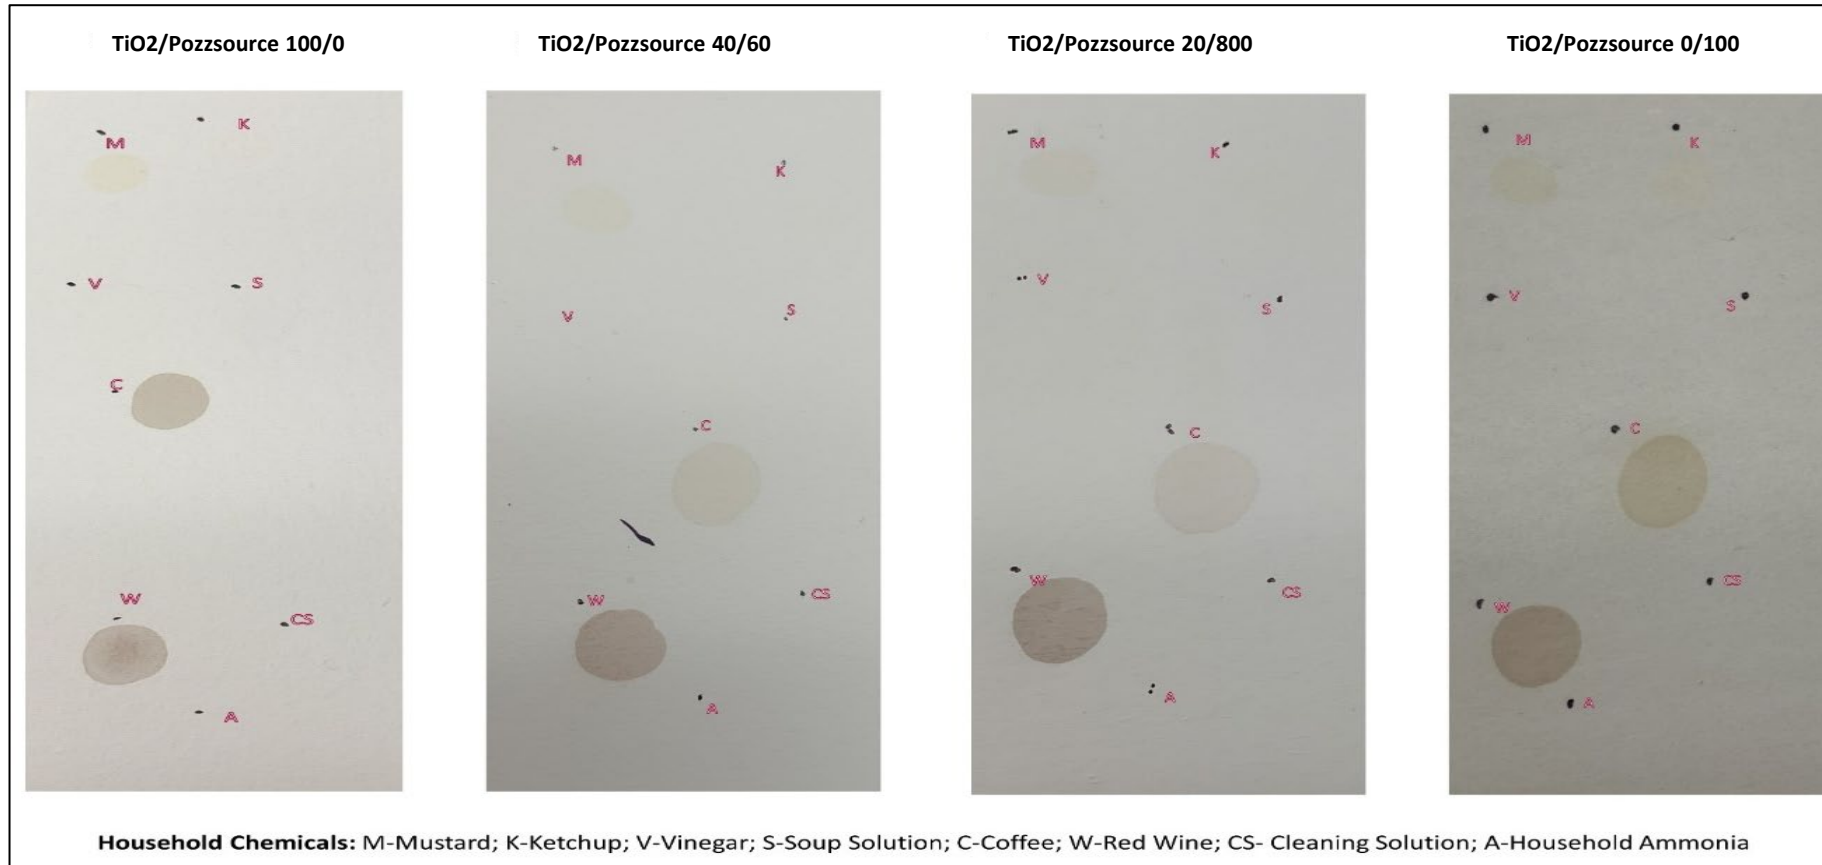 TiO2/Pozzsource 100/0
TiO2/Pozzsource 40/60
TiO2/Pozzsource 20/800
TiO2/Pozzsource 0/100
M
K
V
S
C
W
CS
A
M
K
V
S
C
W
CS
A
M
K
V
S
C
W
CS
A
M
K
V
S
C
W
CS
A
Household Chemicals: M-Mustard; K-Ketchup; V-Vinegar; S-Soup Solution; C-Coffee; W-Red Wine; CS- Cleaning Solution; A-Household Ammonia